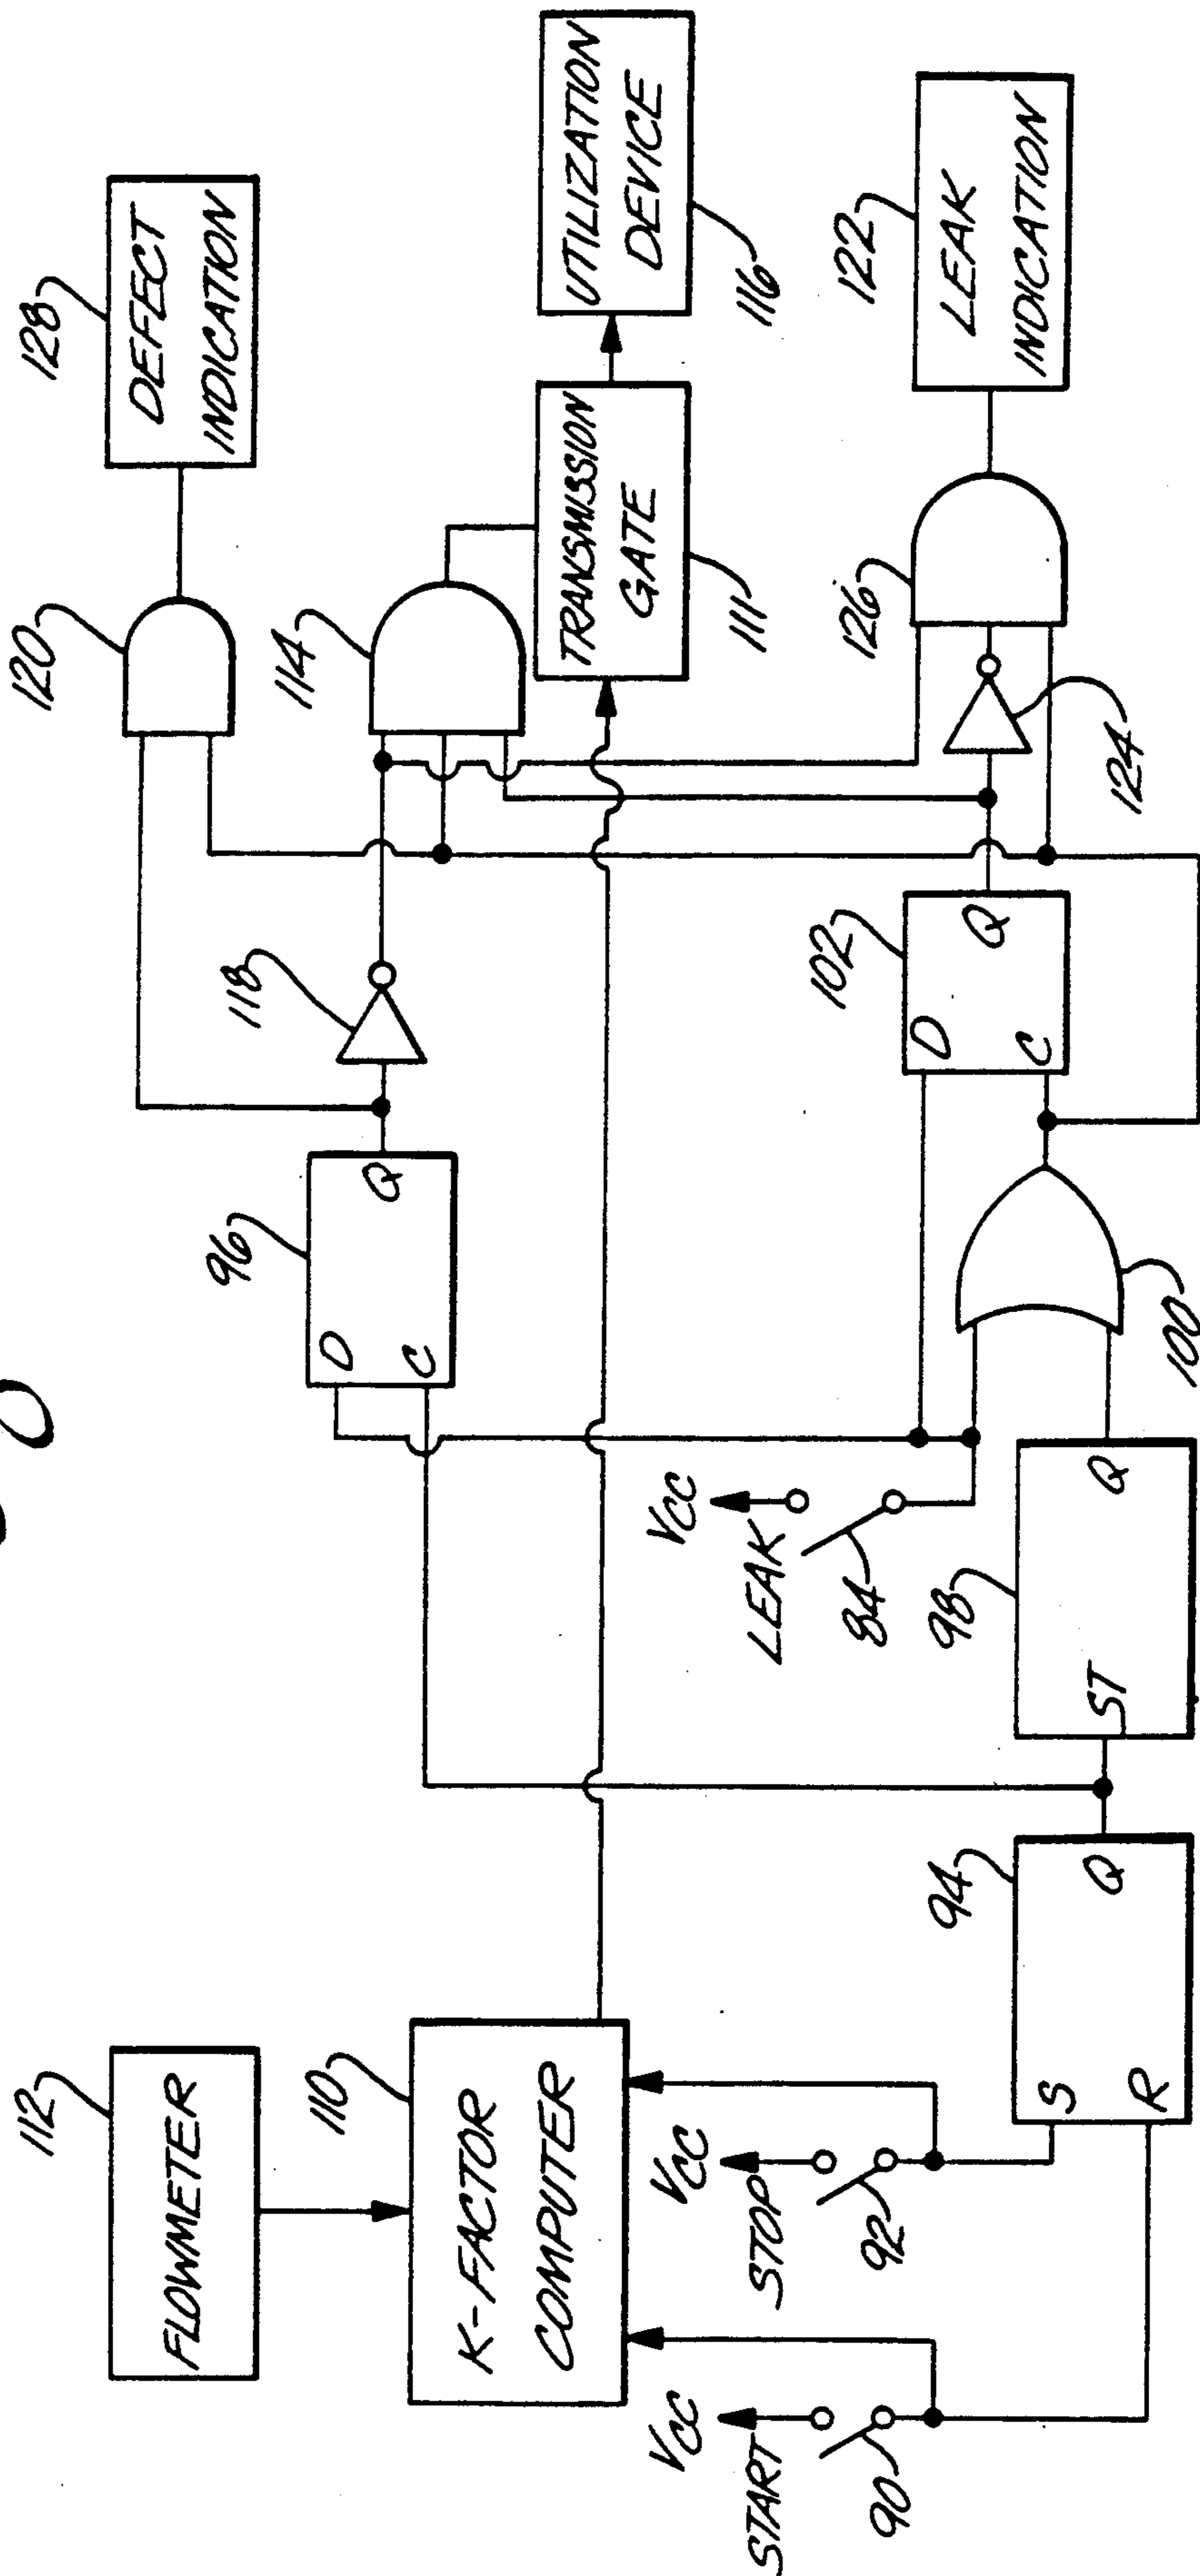 128
DEFECT
INDICATION
120
114
UTILIZATION
DEVICE
116
TRANSMISSION
GATE
111
122
LEAK
INDICATION
126
124
118
102
D
C
Q
96
D
C
Q
100
VCC
LEAK
84
98
ST
Q
94
S
R
Q
112
FLOWMETER
110
K-FACTOR
COMPUTER
VCC
STOP
92
VCC
START
90